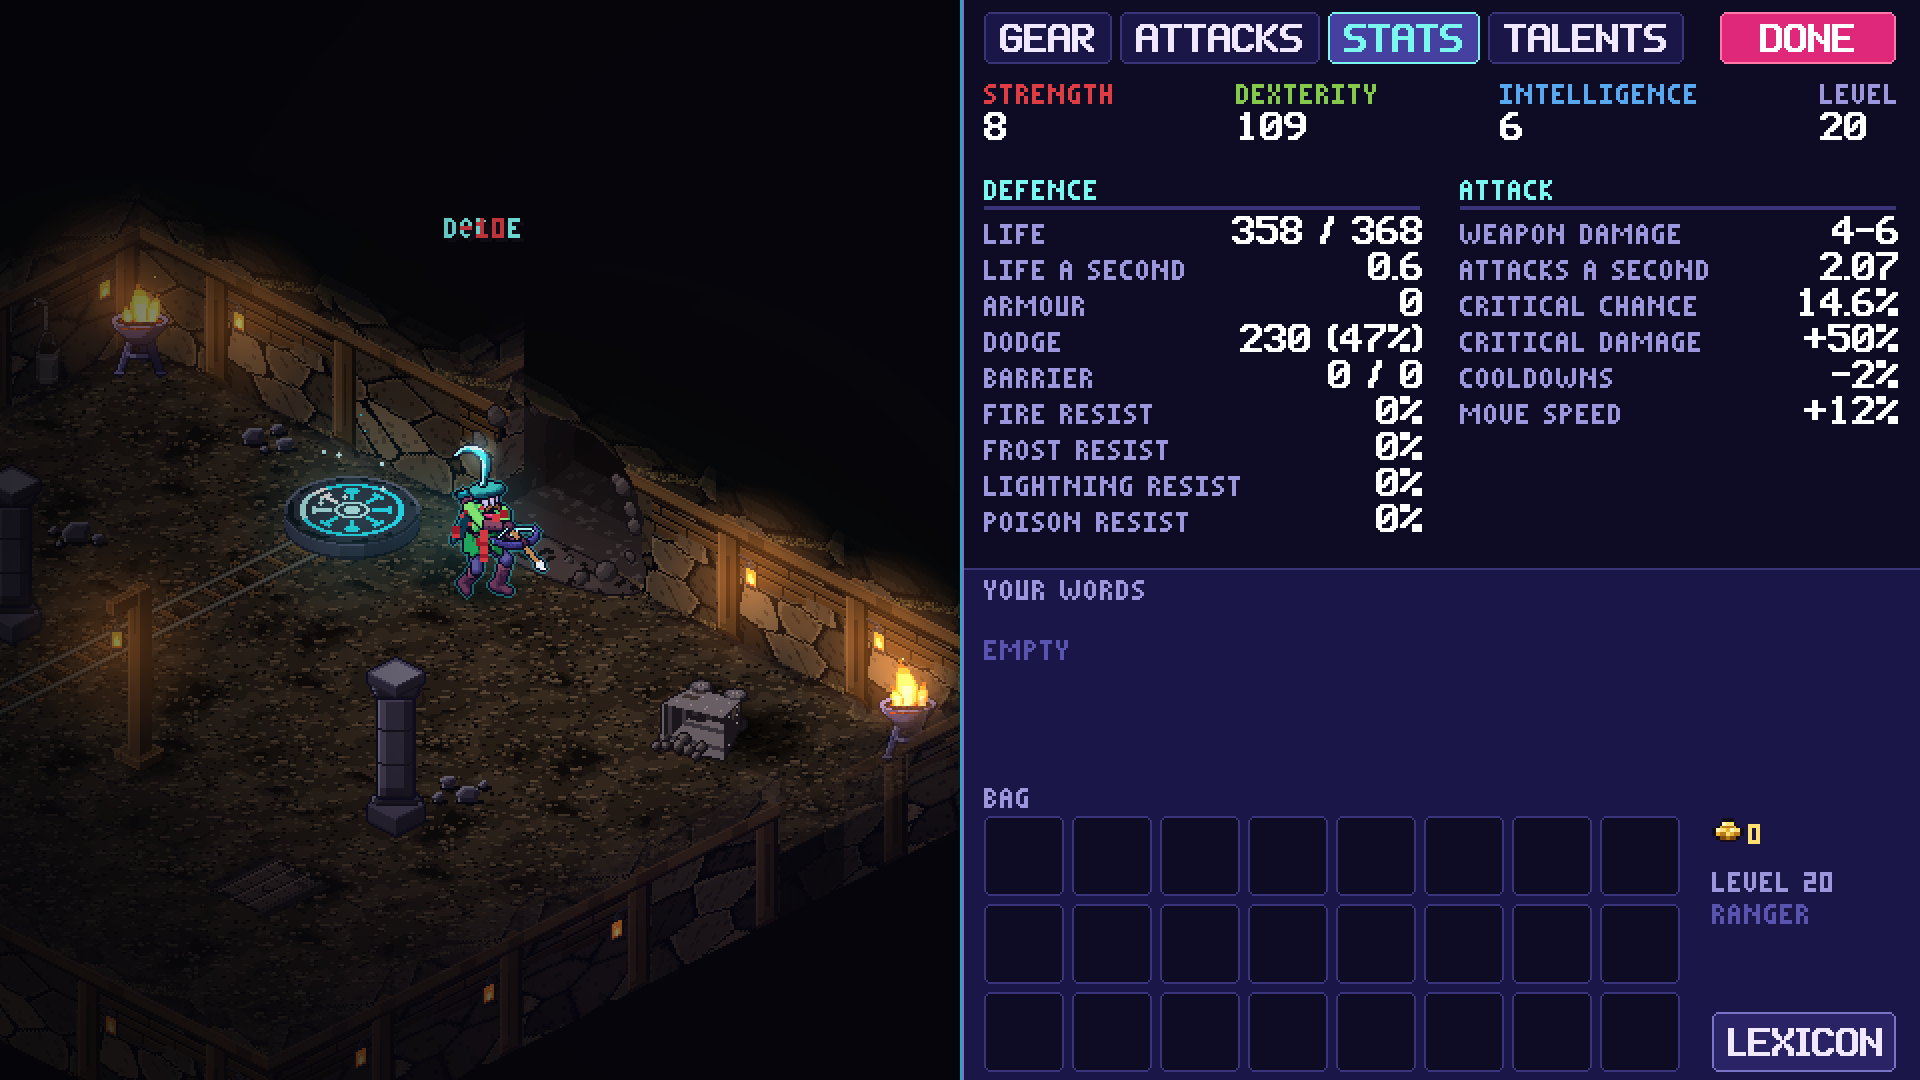 GEAR ATTACKS STATS TALENTS DONE
STRENGTH DEXTERITY INTELLIGENCE LEVEL
8 109 6 20
DEFENCE
LIFE 358 / 368
LIFE A SECOND 0.6
ARMOUR 0
DODGE 230 (47%)
BARRIER 0 / 0
FIRE RESIST 0%
FROST RESIST 0%
LIGHTNING RESIST 0%
POISON RESIST 0%
ATTACK
WEAPON DAMAGE 4-6
ATTACKS A SECOND 2.07
CRITICAL CHANCE 14.6%
CRITICAL DAMAGE +50%
COOLDOWNS -2%
MOVE SPEED +12%
YOUR WORDS
EMPTY
BAG
0
LEVEL 20
RANGER
LEXICON